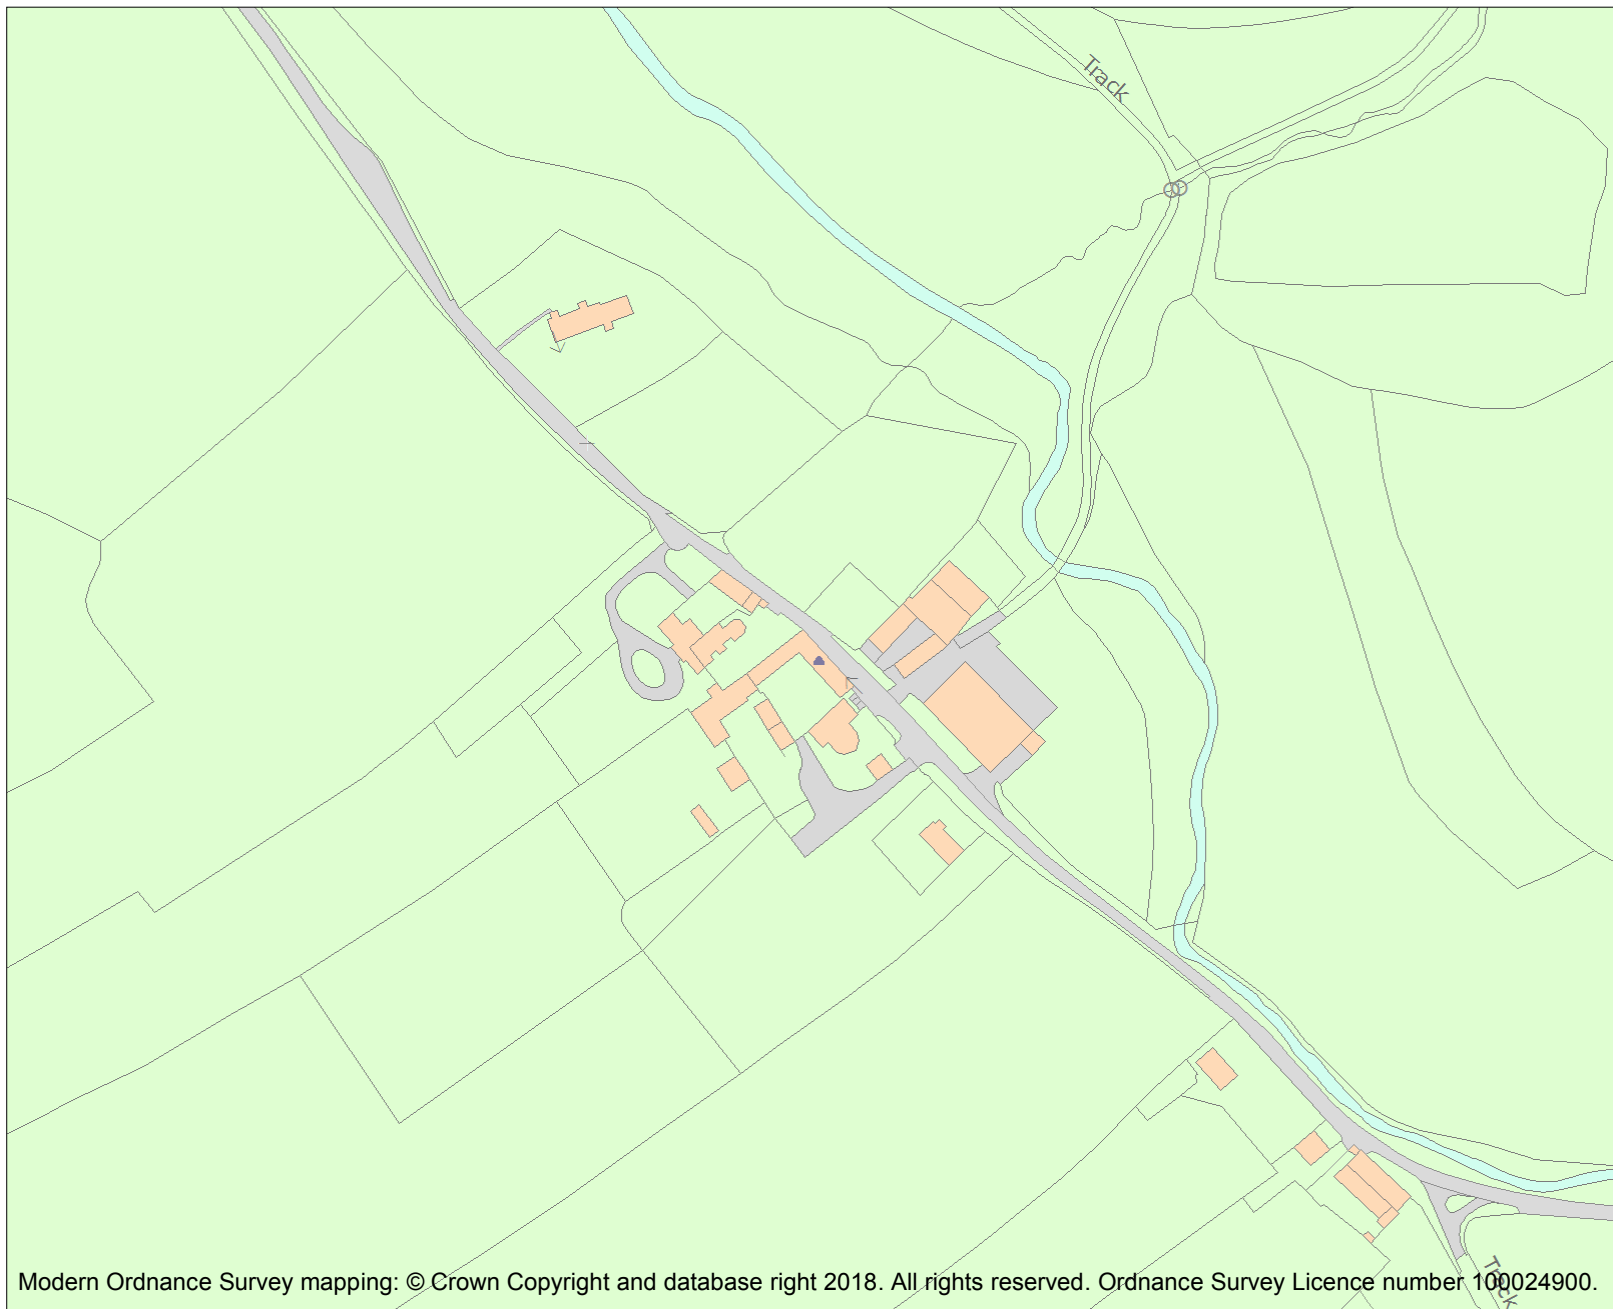 Track
Modern Ordnance Survey mapping: © Crown Copyright and database right 2018. All rights reserved. Ordnance Survey Licence number 100024900.
Track